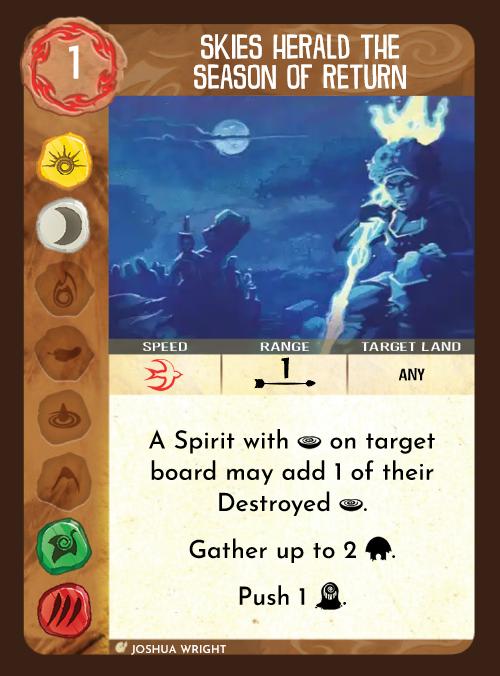 1
SKIES HERALD THE
SEASON OF RETURN
SPEED RANGE TARGET LAND
1
ANY
A Spirit with on target
board may add 1 of their
Destroyed .
Gather up to 2 .
Push 1 .
JOSHUA WRIGHT